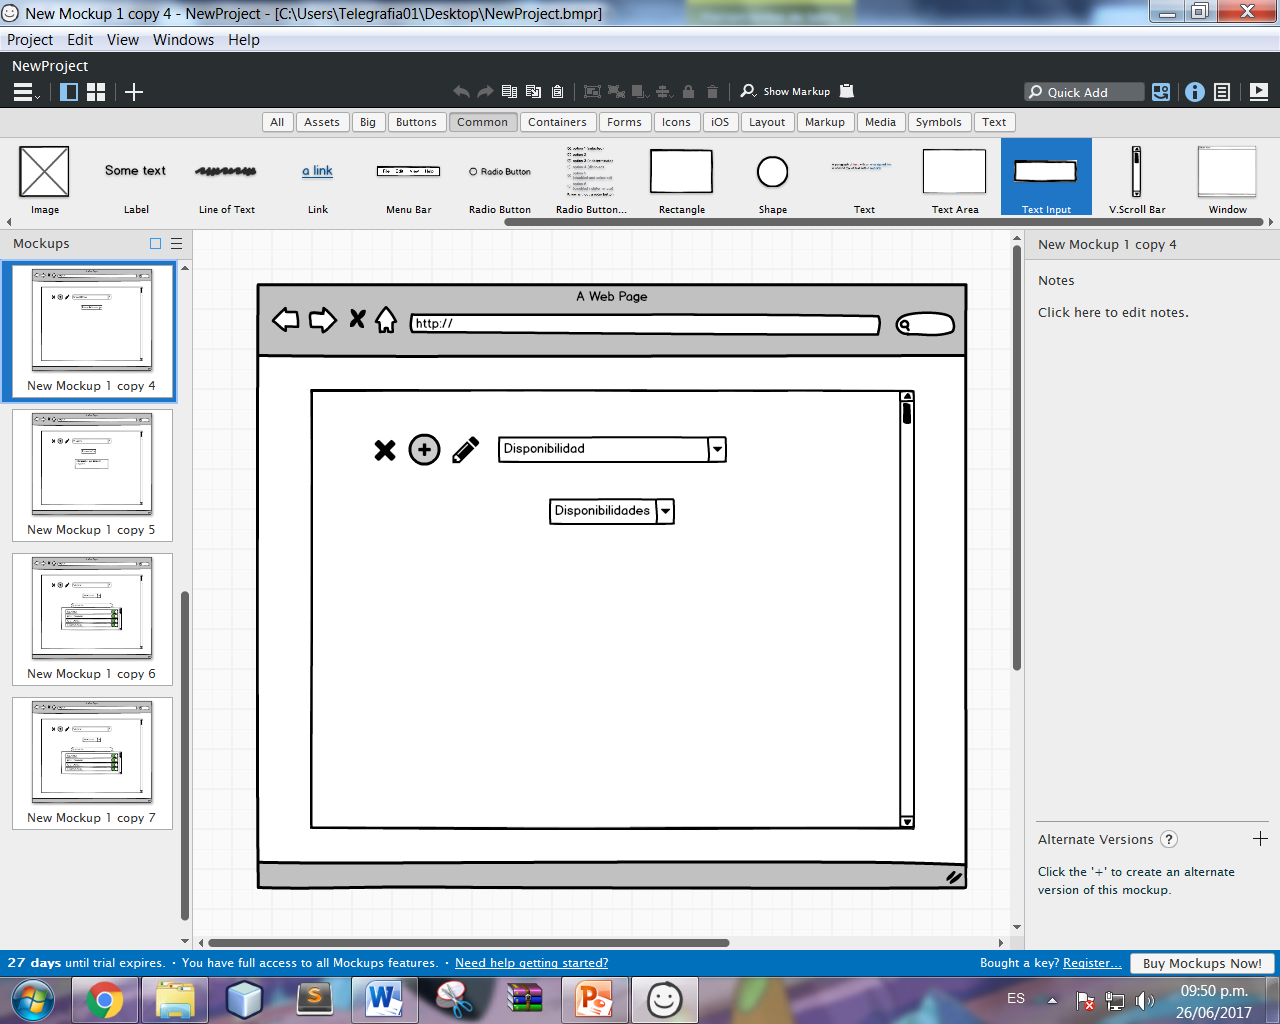 New Mockup 1 copy 4 - NewProject - [C:\Users\Telegrafia01\Desktop\NewProject.bmpr]
Project Edit View Windows Help
NewProject
Show Markup
Quick Add
All Assets Big Buttons Common Containers Forms Icons iOS Layout Markup Media Symbols Text
Some text
a link
File Edit View Help
Radio Button
Image Label Line of Text Link Menu Bar Radio Button Radio Button... Rectangle Shape Text Text Area Text Input V.Scroll Bar Window
Mockups
New Mockup 1 copy 4
New Mockup 1 copy 5
New Mockup 1 copy 6
New Mockup 1 copy 7
A Web Page
http://
Disponibilidad
Disponibilidades
New Mockup 1 copy 4
Notes
Click here to edit notes.
Alternate Versions ?
Click the '+' to create an alternate
version of this mockup.
27 days until trial expires. · You have full access to all Mockups features. · Need help getting started?
Bought a key? Register... Buy Mockups Now!
ES
09:50 p.m.
26/06/2017